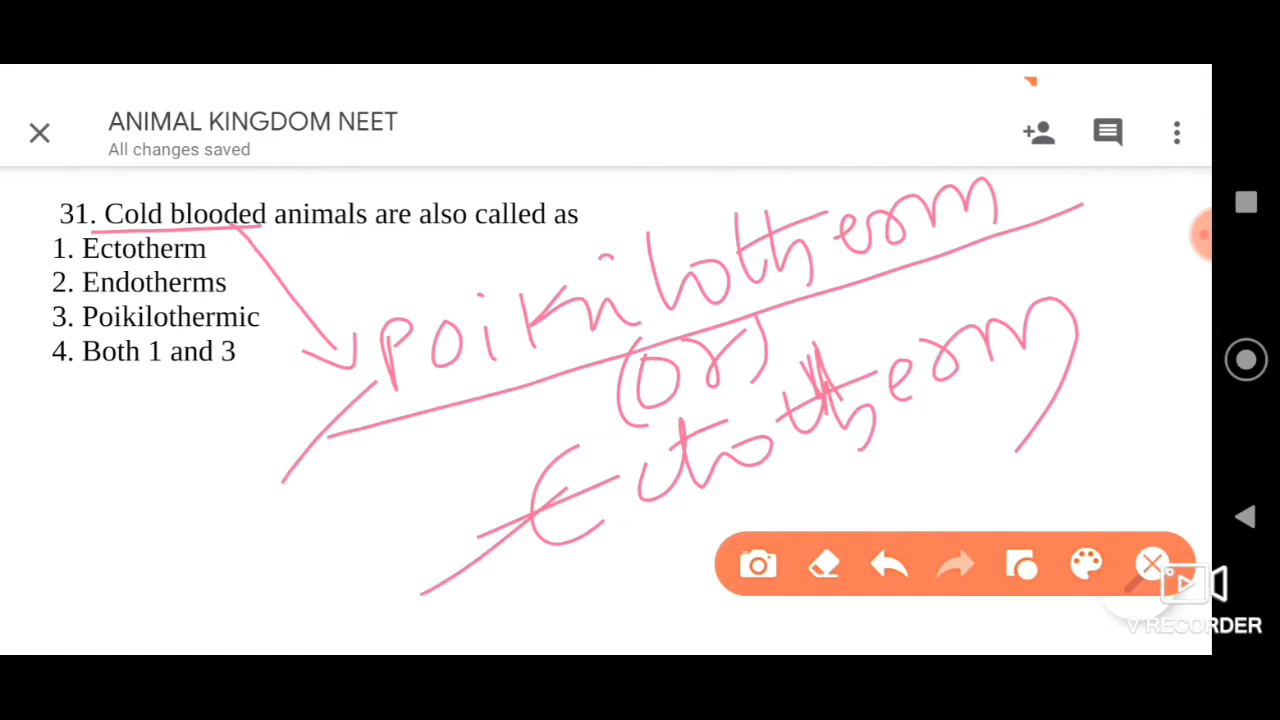 ANIMAL KINGDOM NEET
All changes saved
31. Cold blooded animals are also called as
1. Ectotherm
2. Endotherms
3. Poikilothermic
4. Both 1 and 3
Poikilotherm
(or)
Ectotherm
V RECORDER